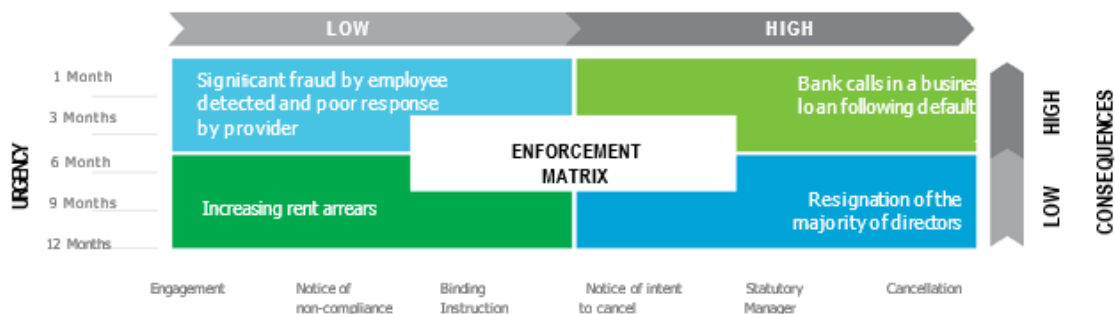 LOW
HIGH
1 Month
3 Months
6 Month
9 Months
12 Months
URGENCY
Significant fraud by employee
detected and poor response
by provider
Bank calls in a busines
loan following default
ENFORCEMENT
MATRIX
Increasing rent arrears
Resignation of the
majority of directors
HIGH
LOW
CONSEQUENCES
Engagement
Notice of
non-compliance
Binding
Instruction
Notice of intent
to cancel
Statutory
Manager
Cancellation